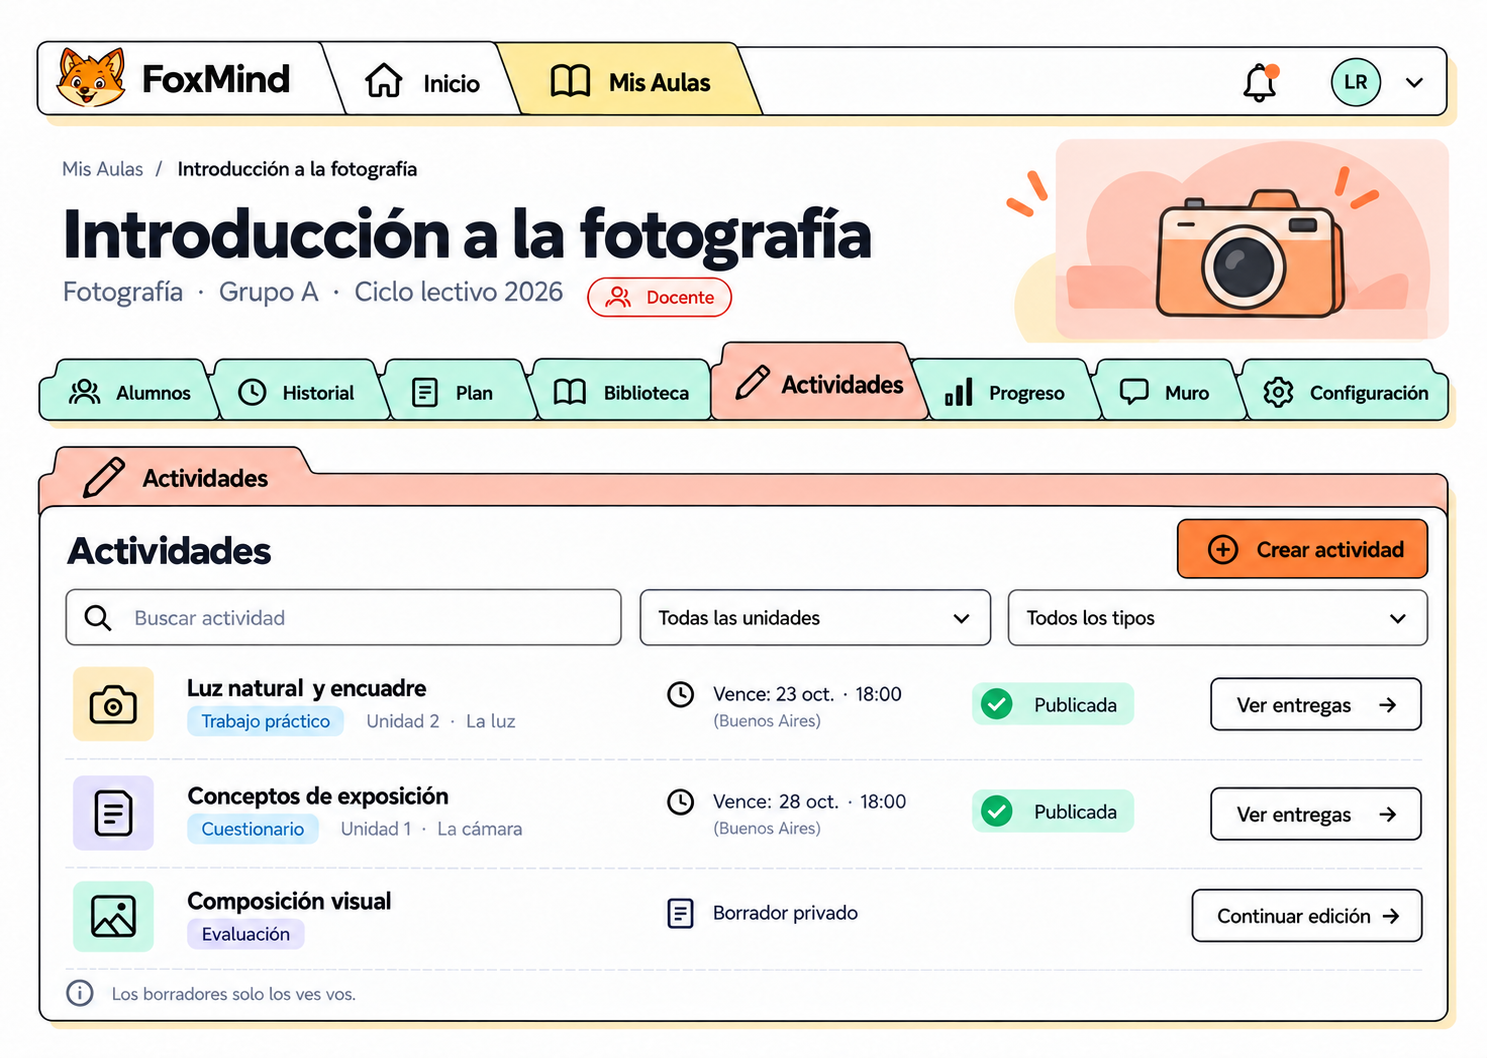 FoxMind
Inicio
Mis Aulas
LR
Mis Aulas / Introducción a la fotografía
Introducción a la fotografía
Fotografía · Grupo A · Ciclo lectivo 2026
Docente
Alumnos
Historial
Plan
Biblioteca
Actividades
Progreso
Muro
Configuración
Actividades
Actividades
Crear actividad
Buscar actividad
Todas las unidades
Todos los tipos
Luz natural y encuadre
Trabajo práctico
Unidad 2 · La luz
Vence: 23 oct. · 18:00
(Buenos Aires)
Publicada
Ver entregas
Conceptos de exposición
Cuestionario
Unidad 1 · La cámara
Vence: 28 oct. · 18:00
(Buenos Aires)
Publicada
Ver entregas
Composición visual
Evaluación
Borrador privado
Continuar edición
Los borradores solo los ves vos.